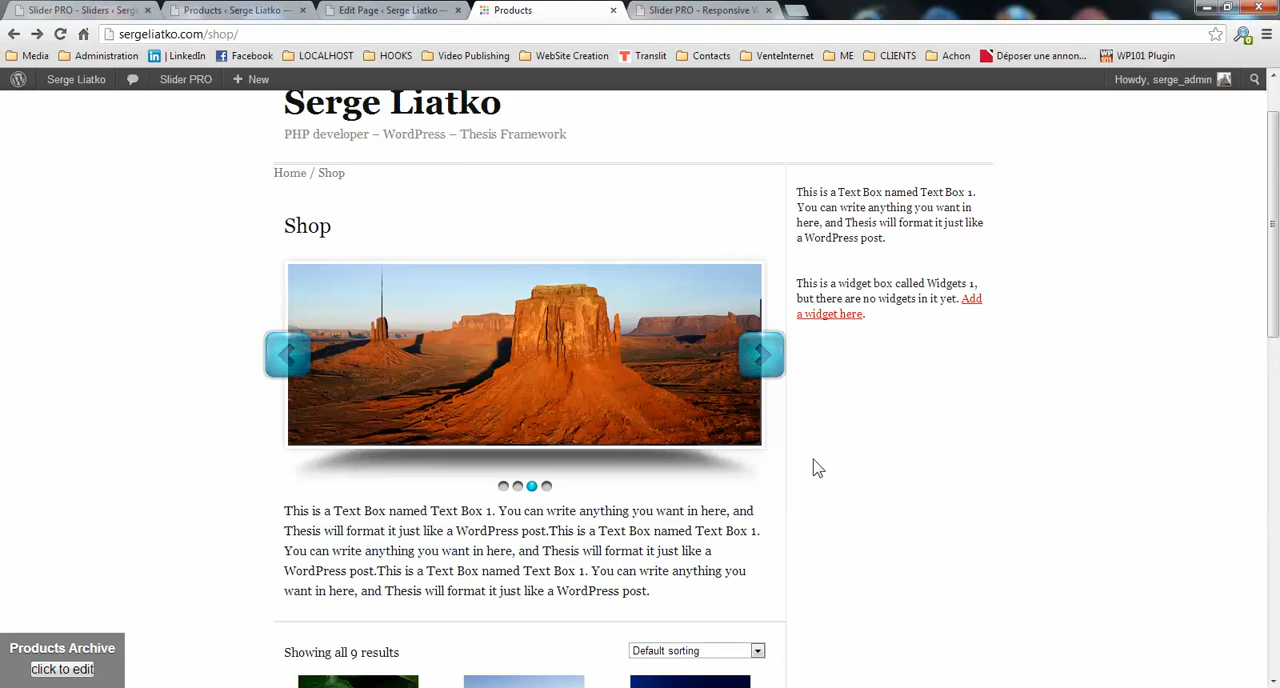 Slider PRO - Sliders ‹ Serge
Products ‹ Serge Liatko —
Edit Page ‹ Serge Liatko —
Products
Slider PRO - Responsive W
sergeliatko.com/shop/
Media
Administration
LinkedIn
Facebook
LOCALHOST
HOOKS
Video Publishing
WebSite Creation
Translit
Contacts
VenteInternet
ME
CLIENTS
Achon
Déposer une annon...
WP101 Plugin
Serge Liatko
Slider PRO
+ New
Howdy, serge_admin
Serge Liatko
PHP developer – WordPress – Thesis Framework
Home / Shop
Shop
This is a Text Box named Text Box 1. You can write anything you want in here, and
Thesis will format it just like a WordPress post.This is a Text Box named Text Box 1.
You can write anything you want in here, and Thesis will format it just like a
WordPress post.This is a Text Box named Text Box 1. You can write anything you
want in here, and Thesis will format it just like a WordPress post.
Showing all 9 results
Default sorting
This is a Text Box named Text Box 1.
You can write anything you want in
here, and Thesis will format it just like
a WordPress post.
This is a widget box called Widgets 1,
but there are no widgets in it yet. Add
a widget here.
Products Archive
click to edit